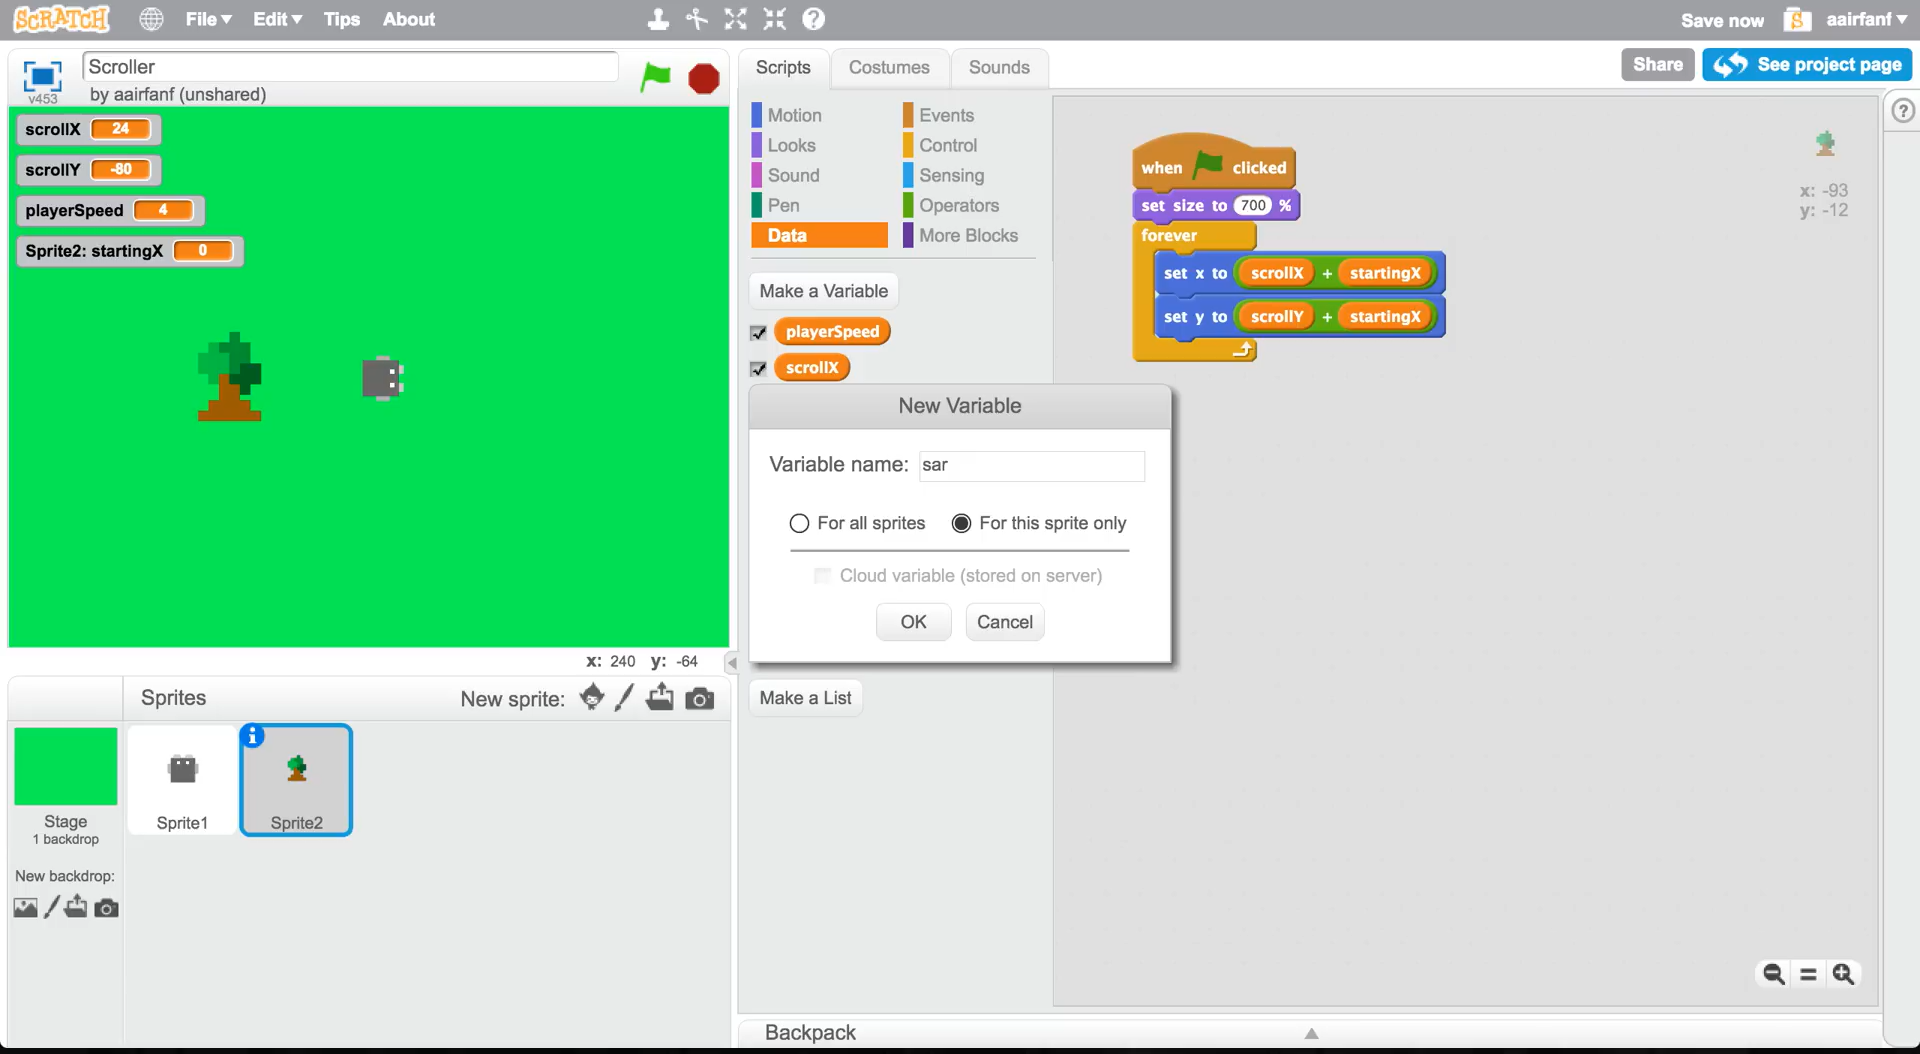 SCRATCH File Edit Tips About Save now S aairfanf
v453 Scroller
by aairfanf (unshared)
Scripts Costumes Sounds Share See project page
scrollX 24
scrollY -80
playerSpeed 4
Sprite2: startingX 0
x: 240 y: -64
Motion Events
Looks Control
Sound Sensing
Pen Operators
Data More Blocks
Make a Variable
playerSpeed
scrollX
New Variable
Variable name: sar
For all sprites For this sprite only
Cloud variable (stored on server)
OK Cancel
Make a List
when clicked
set size to 700 %
forever
set x to scrollX + startingX
set y to scrollY + startingX
x: -93
y: -12
?
Sprites New sprite:
Stage
1 backdrop
Sprite1
i
Sprite2
New backdrop:
Backpack